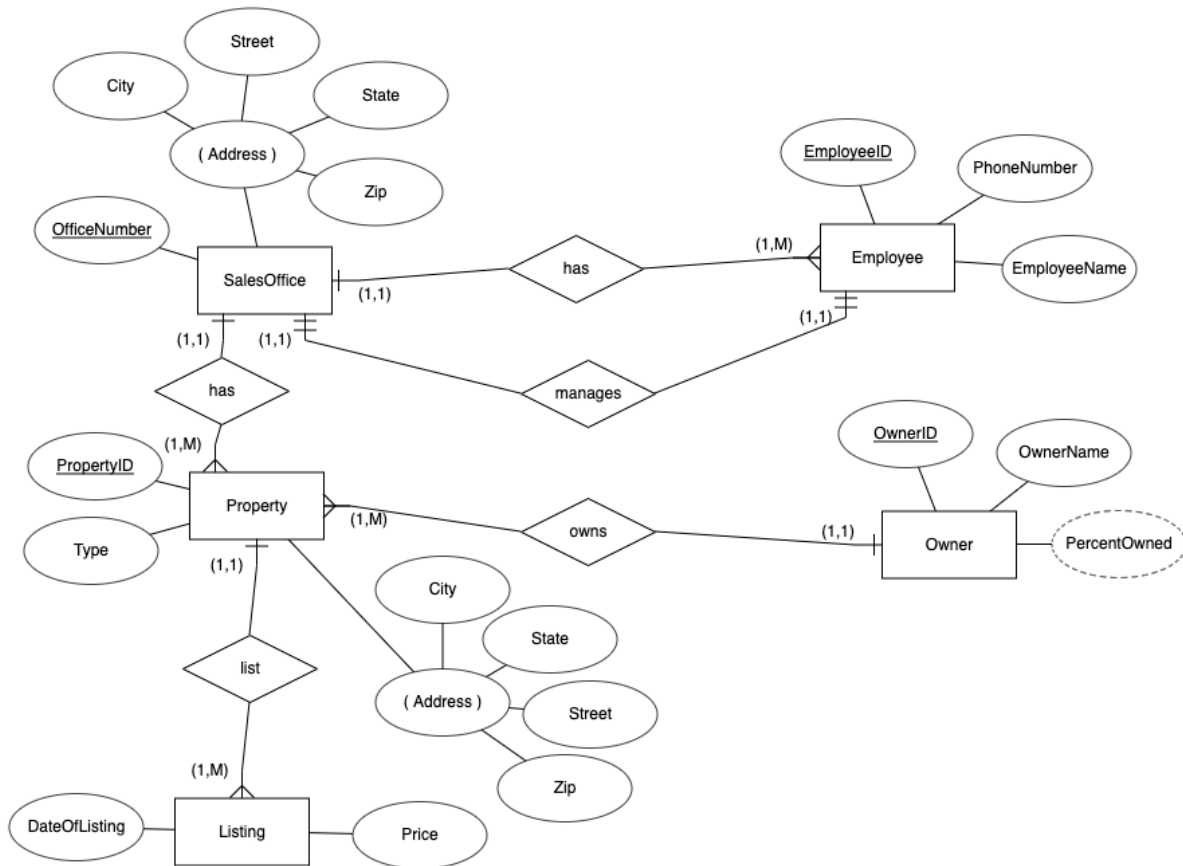 Street
City
State
( Address )
Zip
OfficeNumber
SalesOffice
(1,1)
has
(1,M)
EmployeeID
PhoneNumber
Employee
EmployeeName
(1,1)
(1,1)
manages
(1,1)
has
(1,M)
PropertyID
Property
Type
(1,M)
owns
(1,1)
OwnerID
OwnerName
Owner
PercentOwned
(1,1)
list
(1,M)
City
State
( Address )
Street
Zip
DateOfListing
Listing
Price